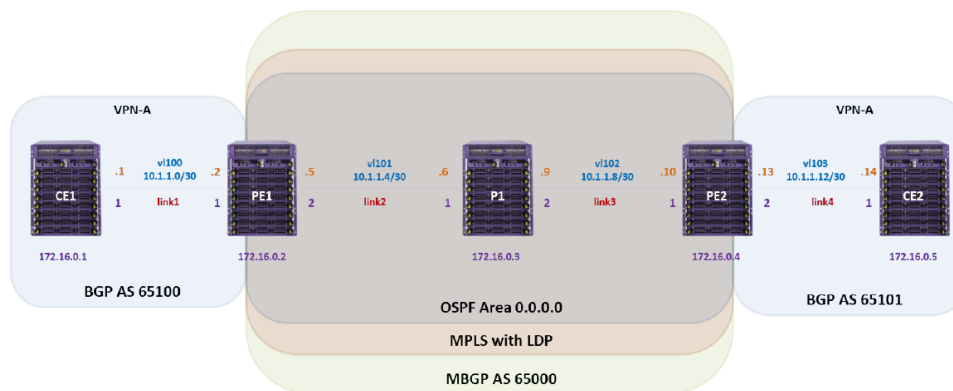 VPN-A
VPN-A
vl100
10.1.1.0/30
vl101
10.1.1.4/30
vl102
10.1.1.8/30
vl103
10.1.1.12/30
.1 .2 .5 .6 .9 .10 .13 .14
CE1 PE1 P1 PE2 CE2
1 link1 1 2 link2 1 2 link3 1 2 link4 1
172.16.0.1 172.16.0.2 172.16.0.3 172.16.0.4 172.16.0.5
BGP AS 65100
OSPF Area 0.0.0.0
BGP AS 65101
MPLS with LDP
MBGP AS 65000